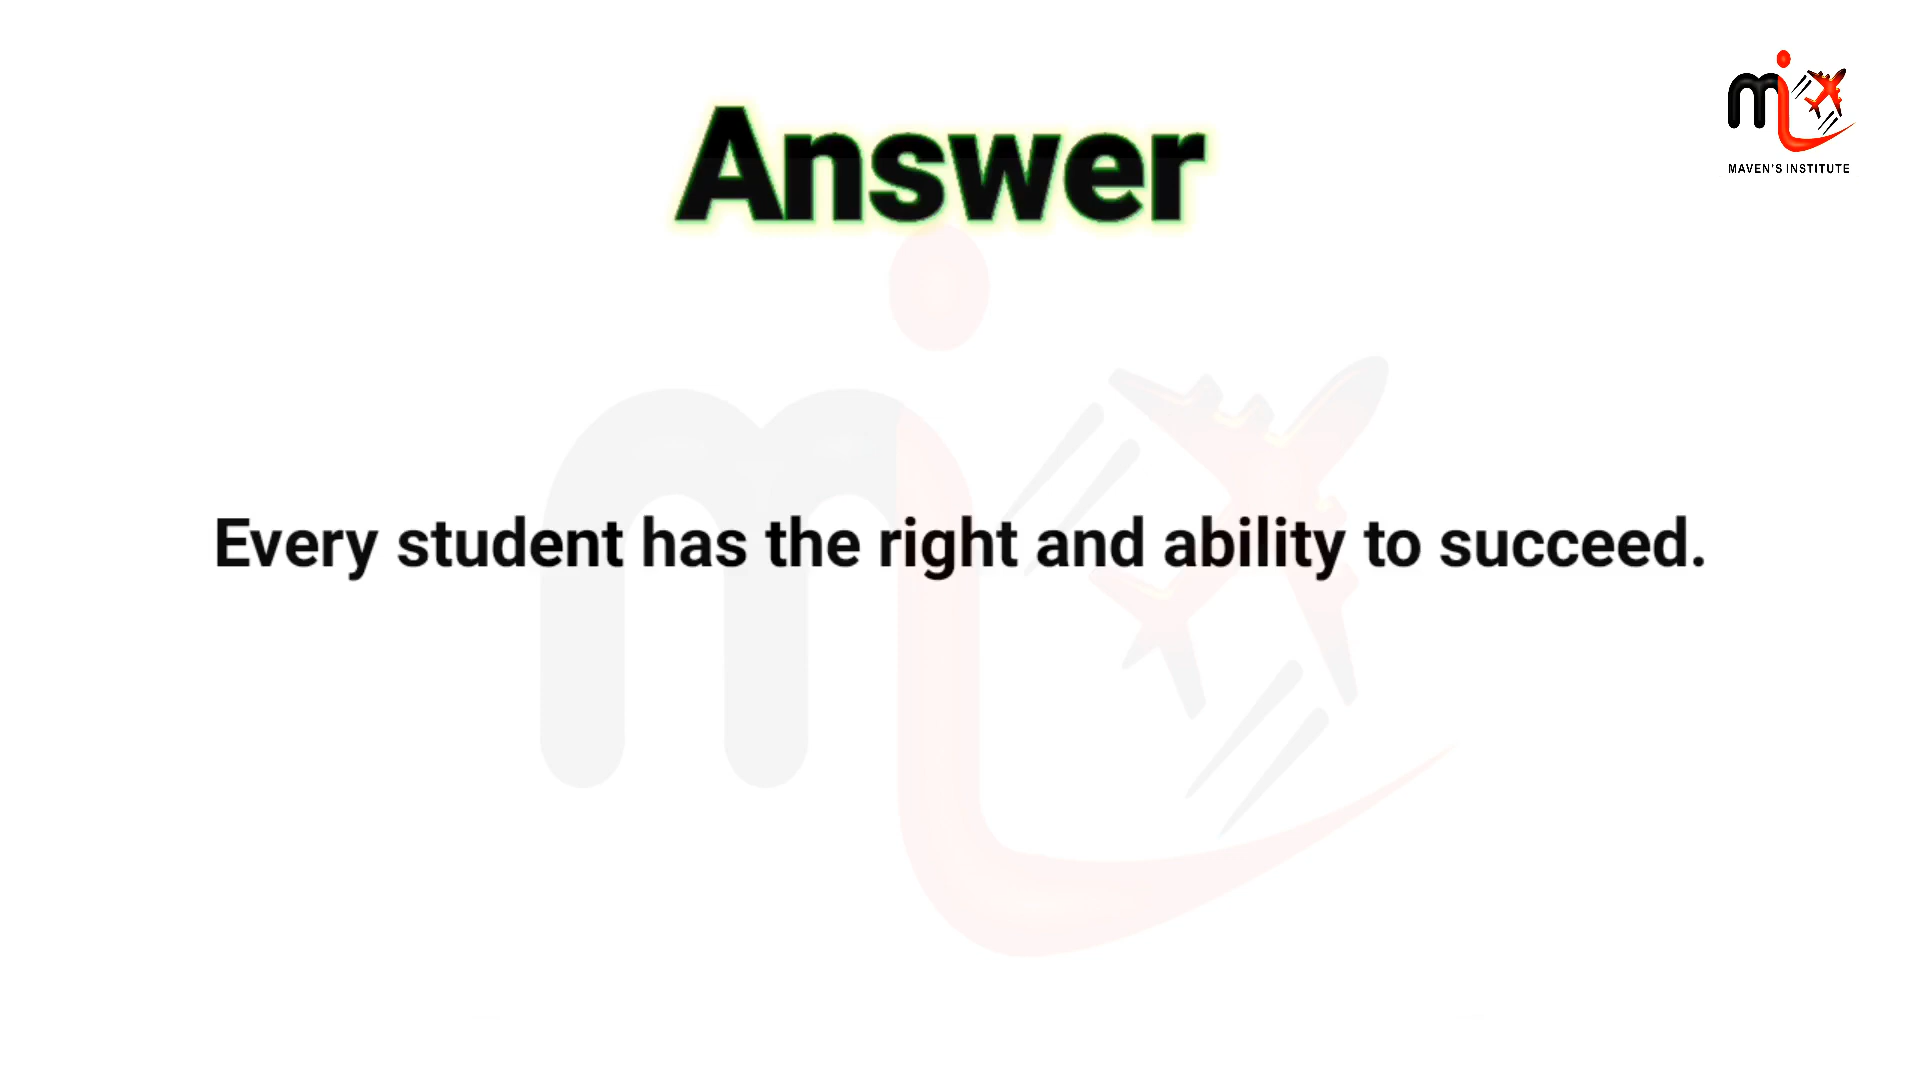 Answer
MAVEN'S INSTITUTE
Every student has the right and ability to succeed.